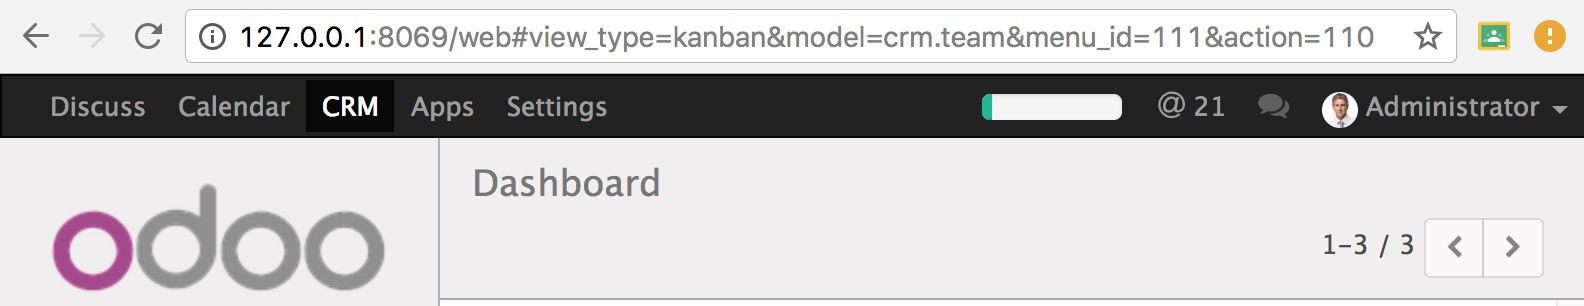 127.0.0.1:8069/web#view_type=kanban&model=crm.team&menu_id=111&action=110
Discuss Calendar CRM Apps Settings @ 21 Administrator
odoo
Dashboard
1-3 / 3